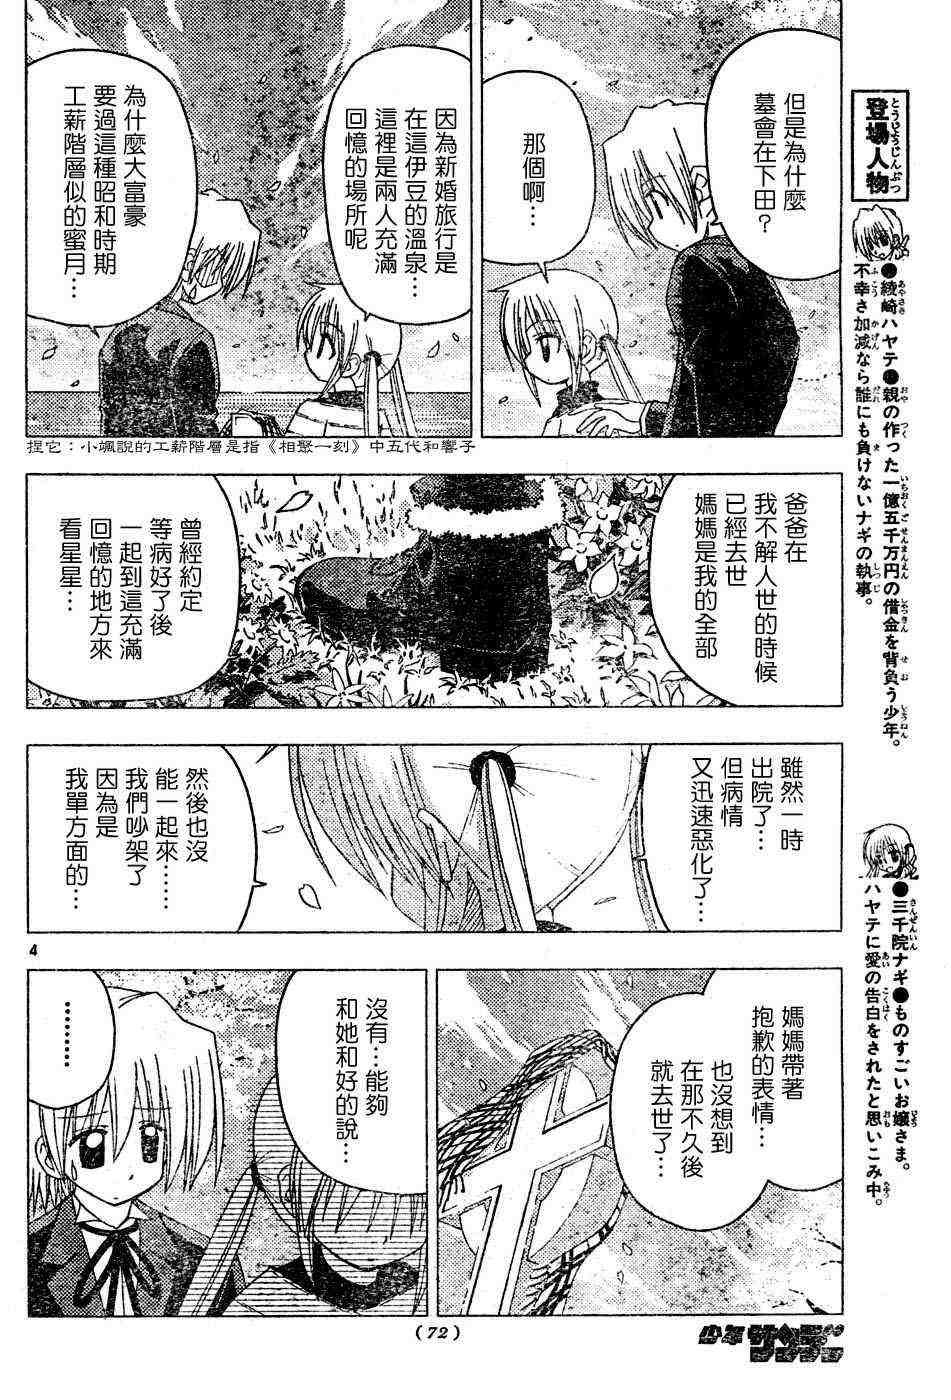 但是為什麼
墓會在下田？
那個啊…
因為新婚旅行是
在這伊豆的溫泉
這裡是兩人充滿
回憶的場所呢
為什麼大富豪
要過這種昭和時期
工薪階層似的蜜月…
捏它：小颯說的工薪階層是指《相聚一刻》中五代和響子
爸爸在
我不解人世的時候
已經去世
媽媽是我的全部
曾經約定
等病好了後
一起到這充滿
回憶的地方來
看星星…
雖然一時
出院了…
但病情
又迅速惡化了…
然後也沒
能一起來……
我們吵架了
因為是
我單方面的…
4
媽媽帶著
抱歉的表情…
也沒想到
在那不久後
就去世了…
沒有…能夠
和她和好的說…
………
(72)
少年サンデー
登場人物
とうじょうじんぶつ
●綾崎ハヤテ●親の作った一億五千万円の借金を背負う少年。
不幸さ加減なら誰にも負けないナギの執事。
●三千院ナギ●ものすごいお嬢さま。
ハヤテに愛の告白をされたと思いこみ中。